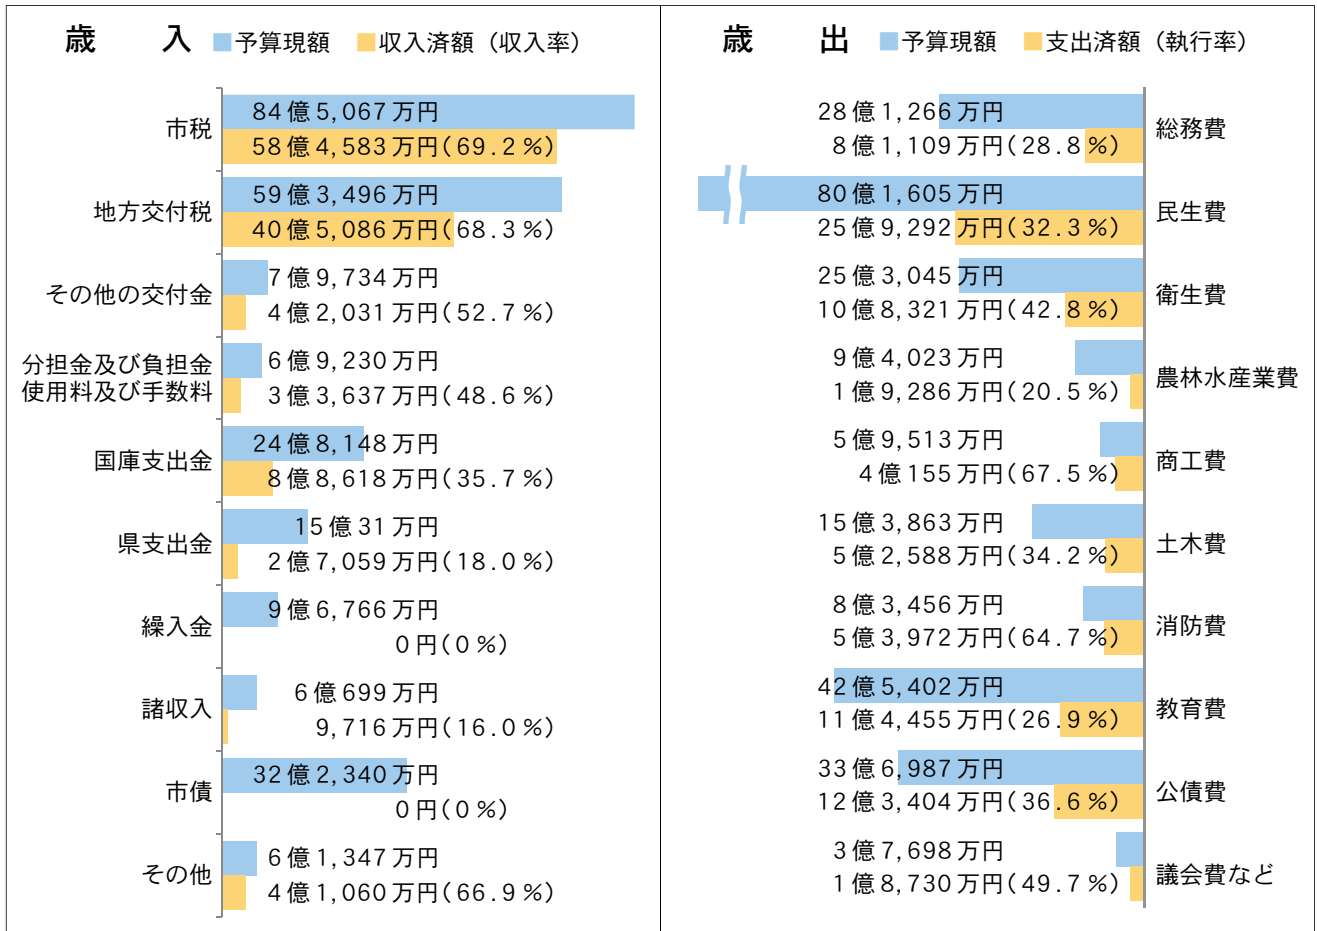 歳　入 予算現額 収入済額（収入率）
市税
84億5,067万円
58億4,583万円(69.2%)
地方交付税
59億3,496万円
40億5,086万円(68.3%)
その他の交付金
7億9,734万円
4億2,031万円(52.7%)
分担金及び負担金
使用料及び手数料
6億9,230万円
3億3,637万円(48.6%)
国庫支出金
24億8,148万円
8億8,618万円(35.7%)
県支出金
15億31万円
2億7,059万円(18.0%)
繰入金
9億6,766万円
0円(0%)
諸収入
6億699万円
9,716万円(16.0%)
市債
32億2,340万円
0円(0%)
その他
6億1,347万円
4億1,060万円(66.9%)
歳　出 予算現額 支出済額（執行率）
28億1,266万円
8億1,109万円(28.8%)
総務費
80億1,605万円
25億9,292万円(32.3%)
民生費
25億3,045万円
10億8,321万円(42.8%)
衛生費
9億4,023万円
1億9,286万円(20.5%)
農林水産業費
5億9,513万円
4億155万円(67.5%)
商工費
15億3,863万円
5億2,588万円(34.2%)
土木費
8億3,456万円
5億3,972万円(64.7%)
消防費
42億5,402万円
11億4,455万円(26.9%)
教育費
33億6,987万円
12億3,404万円(36.6%)
公債費
3億7,698万円
1億8,730万円(49.7%)
議会費など